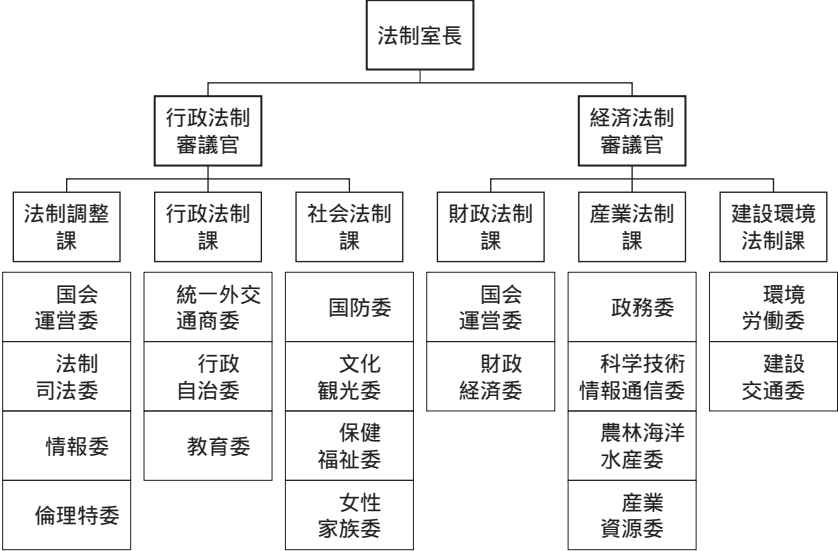 法制室長
行政法制
審議官
経済法制
審議官
法制調整
課
行政法制
課
社会法制
課
財政法制
課
産業法制
課
建設環境
法制課
国会
運営委
法制
司法委
情報委
倫理特委
統一外交
通商委
行政
自治委
教育委
国防委
文化
観光委
保健
福祉委
女性
家族委
国会
運営委
財政
経済委
政務委
科学技術
情報通信委
農林海洋
水産委
産業
資源委
環境
労働委
建設
交通委